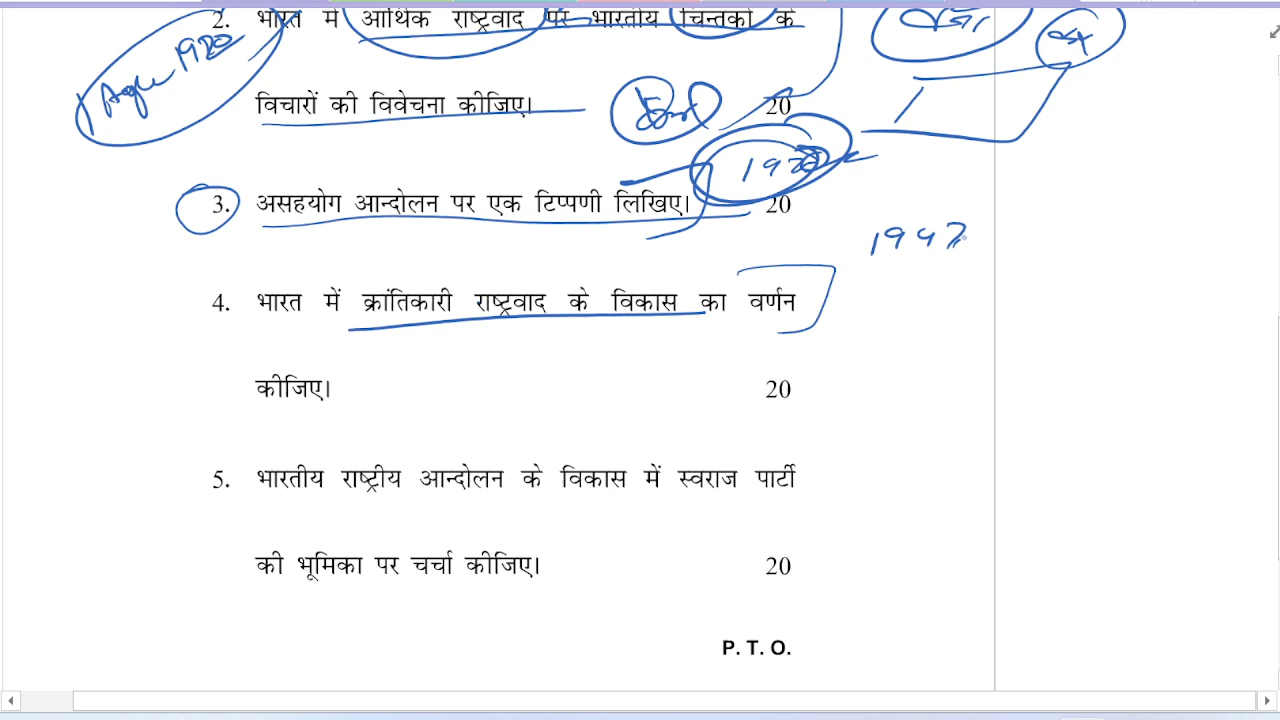 2. भारत में आर्थिक राष्ट्रवाद पर भारतीय चिन्तकों के
1920
विचारों की विवेचना कीजिए। 20
3. असहयोग आन्दोलन पर एक टिप्पणी लिखिए। 20
4. भारत में क्रांतिकारी राष्ट्रवाद के विकास का वर्णन
कीजिए। 20
5. भारतीय राष्ट्रीय आन्दोलन के विकास में स्वराज पार्टी
की भूमिका पर चर्चा कीजिए। 20
P. T. O.